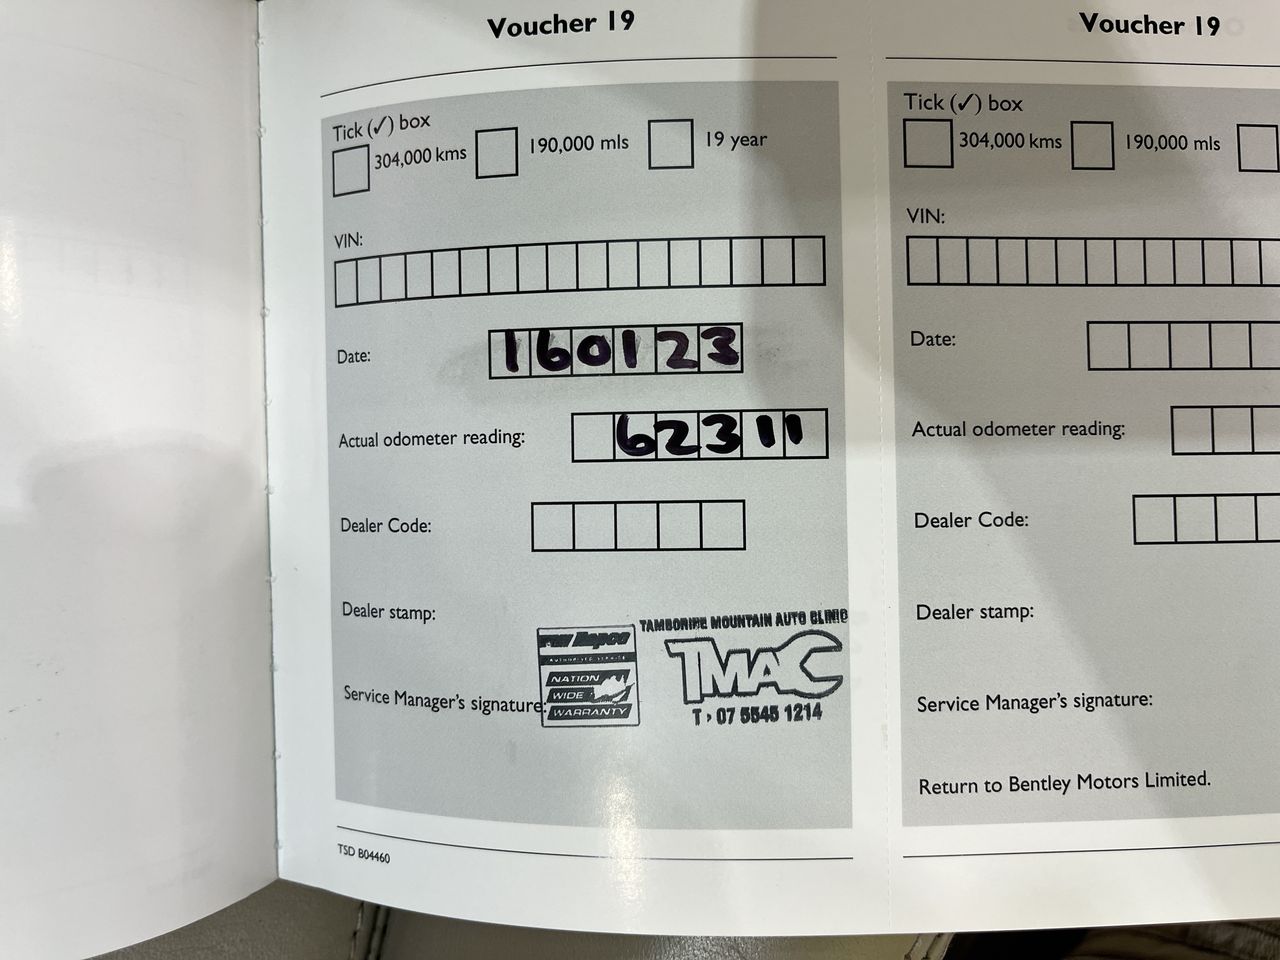 Voucher 19
Tick (✓) box
304,000 kms 190,000 mls 19 year
VIN:
Date: 160123
Actual odometer reading: 62311
Dealer Code:
Dealer stamp:
TAMBORINE MOUNTAIN AUTO CLINIC
Repco
AUTHORISED SERVICE
NATION
WIDE
WARRANTY
TMAC
T › 07 5545 1214
Service Manager's signature:
TSD B04460
Voucher 19
Tick (✓) box
304,000 kms 190,000 mls
VIN:
Date:
Actual odometer reading:
Dealer Code:
Dealer stamp:
Service Manager's signature:
Return to Bentley Motors Limited.